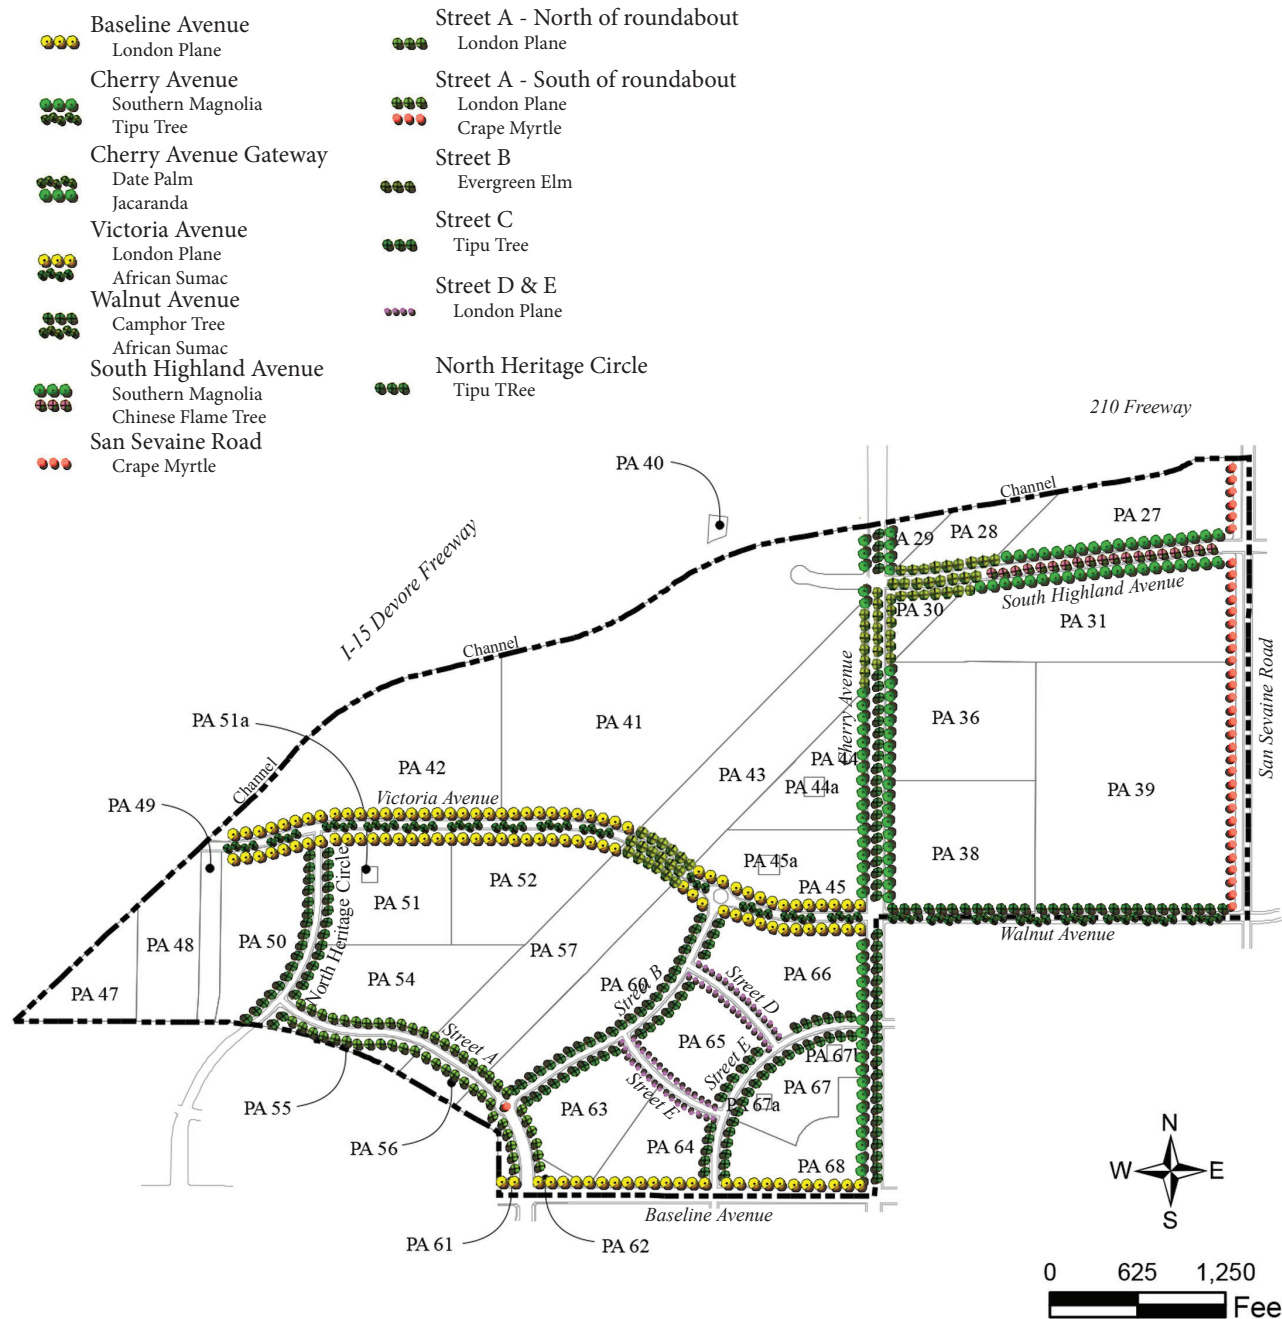 Baseline Avenue
London Plane
Cherry Avenue
Southern Magnolia
Tipu Tree
Cherry Avenue Gateway
Date Palm
Jacaranda
Victoria Avenue
London Plane
African Sumac
Walnut Avenue
Camphor Tree
African Sumac
South Highland Avenue
Southern Magnolia
Chinese Flame Tree
San Sevaine Road
Crape Myrtle
Street A - North of roundabout
London Plane
Street A - South of roundabout
London Plane
Crape Myrtle
Street B
Evergreen Elm
Street C
Tipu Tree
Street D & E
London Plane
North Heritage Circle
Tipu TRee
210 Freeway
PA 40
Channel
PA 27
PA 28
A 29
I-15 Devore Freeway
South Highland Avenue
PA 30
PA 31
Channel
San Sevaine Road
Cherry Avenue
PA 51a
PA 41
PA 36
PA 42
PA 43
PA 44
Channel
PA 44a
PA 39
Victoria Avenue
PA 49
PA 38
PA 45a
PA 45
PA 52
PA 51
North Heritage Circle
PA 50
PA 48
PA 57
Walnut Avenue
PA 54
PA 60
Street B
PA 66
Street D
PA 47
Street A
PA 65
Street E
PA 67b
PA 67
Street E
PA 67a
PA 55
PA 63
PA 56
PA 64
PA 68
Baseline Avenue
PA 61
PA 62
N
W E
S
0 625 1,250
Fee